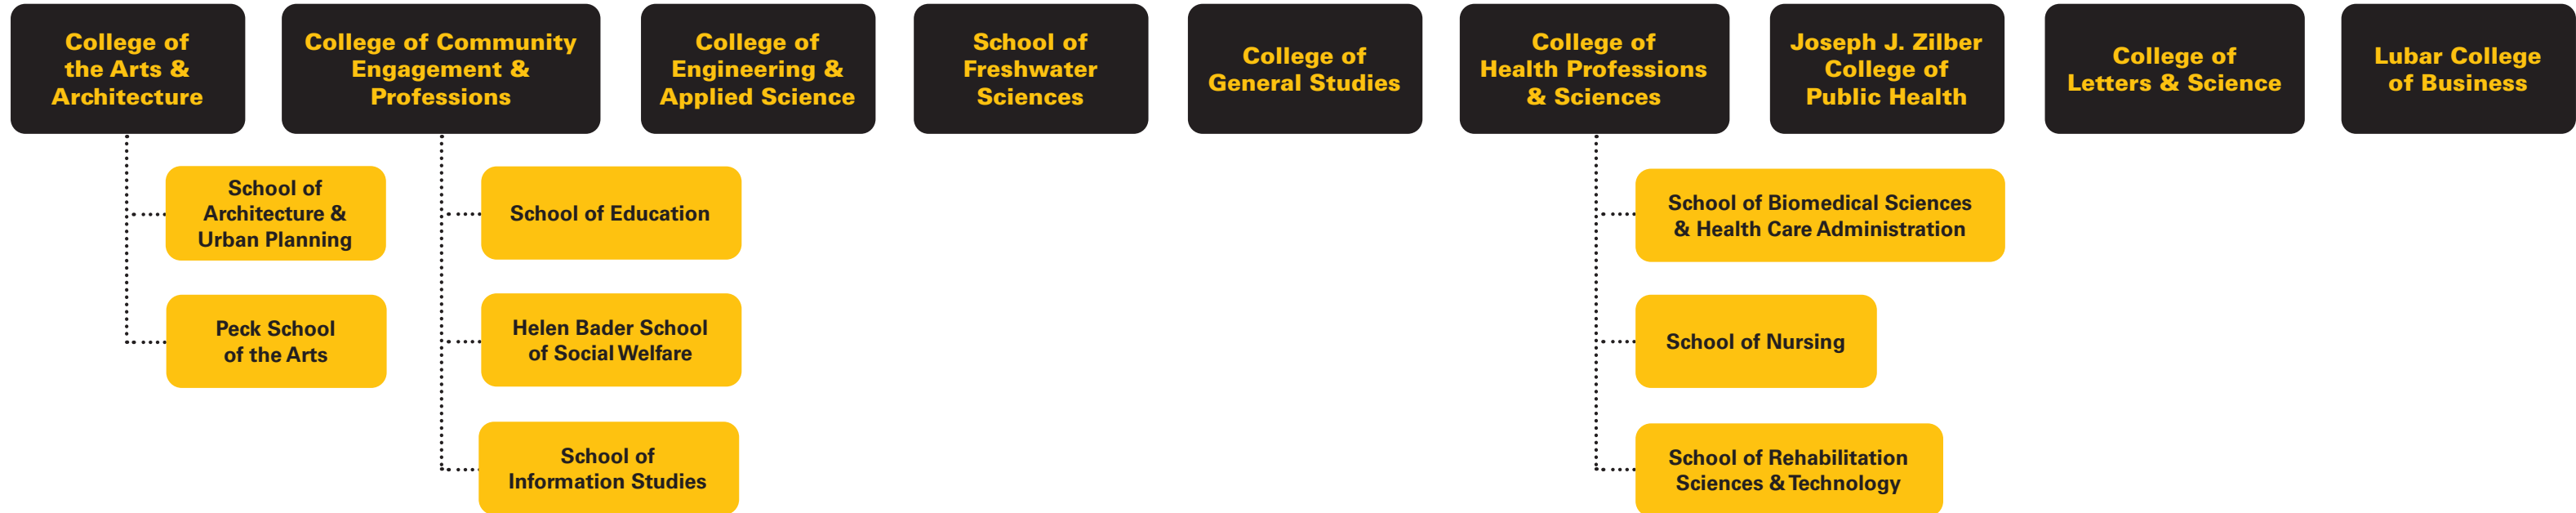 College of
the Arts &
Architecture
College of Community
Engagement &
Professions
College of
Engineering &
Applied Science
School of
Freshwater
Sciences
College of
General Studies
College of
Health Professions
& Sciences
Joseph J. Zilber
College of
Public Health
College of
Letters & Science
Lubar College
of Business
School of
Architecture &
Urban Planning
Peck School
of the Arts
School of Education
Helen Bader School
of Social Welfare
School of
Information Studies
School of Biomedical Sciences
& Health Care Administration
School of Nursing
School of Rehabilitation
Sciences & Technology